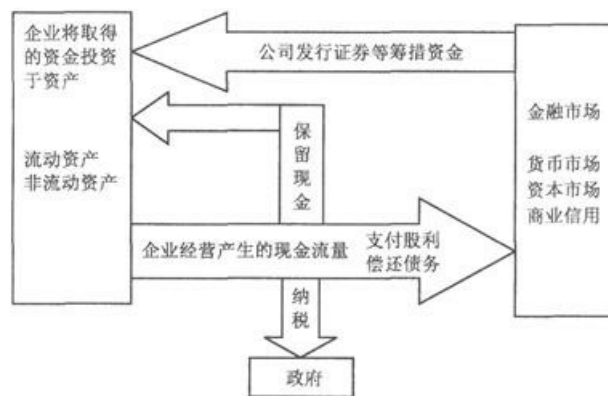 企业将取得
的资金投资
于资产
流动资产
非流动资产
公司发行证券等筹措资金
保留现金
金融市场
货币市场
资本市场
商业信用
企业经营产生的现金流量
支付股利
偿还债务
纳税
政府